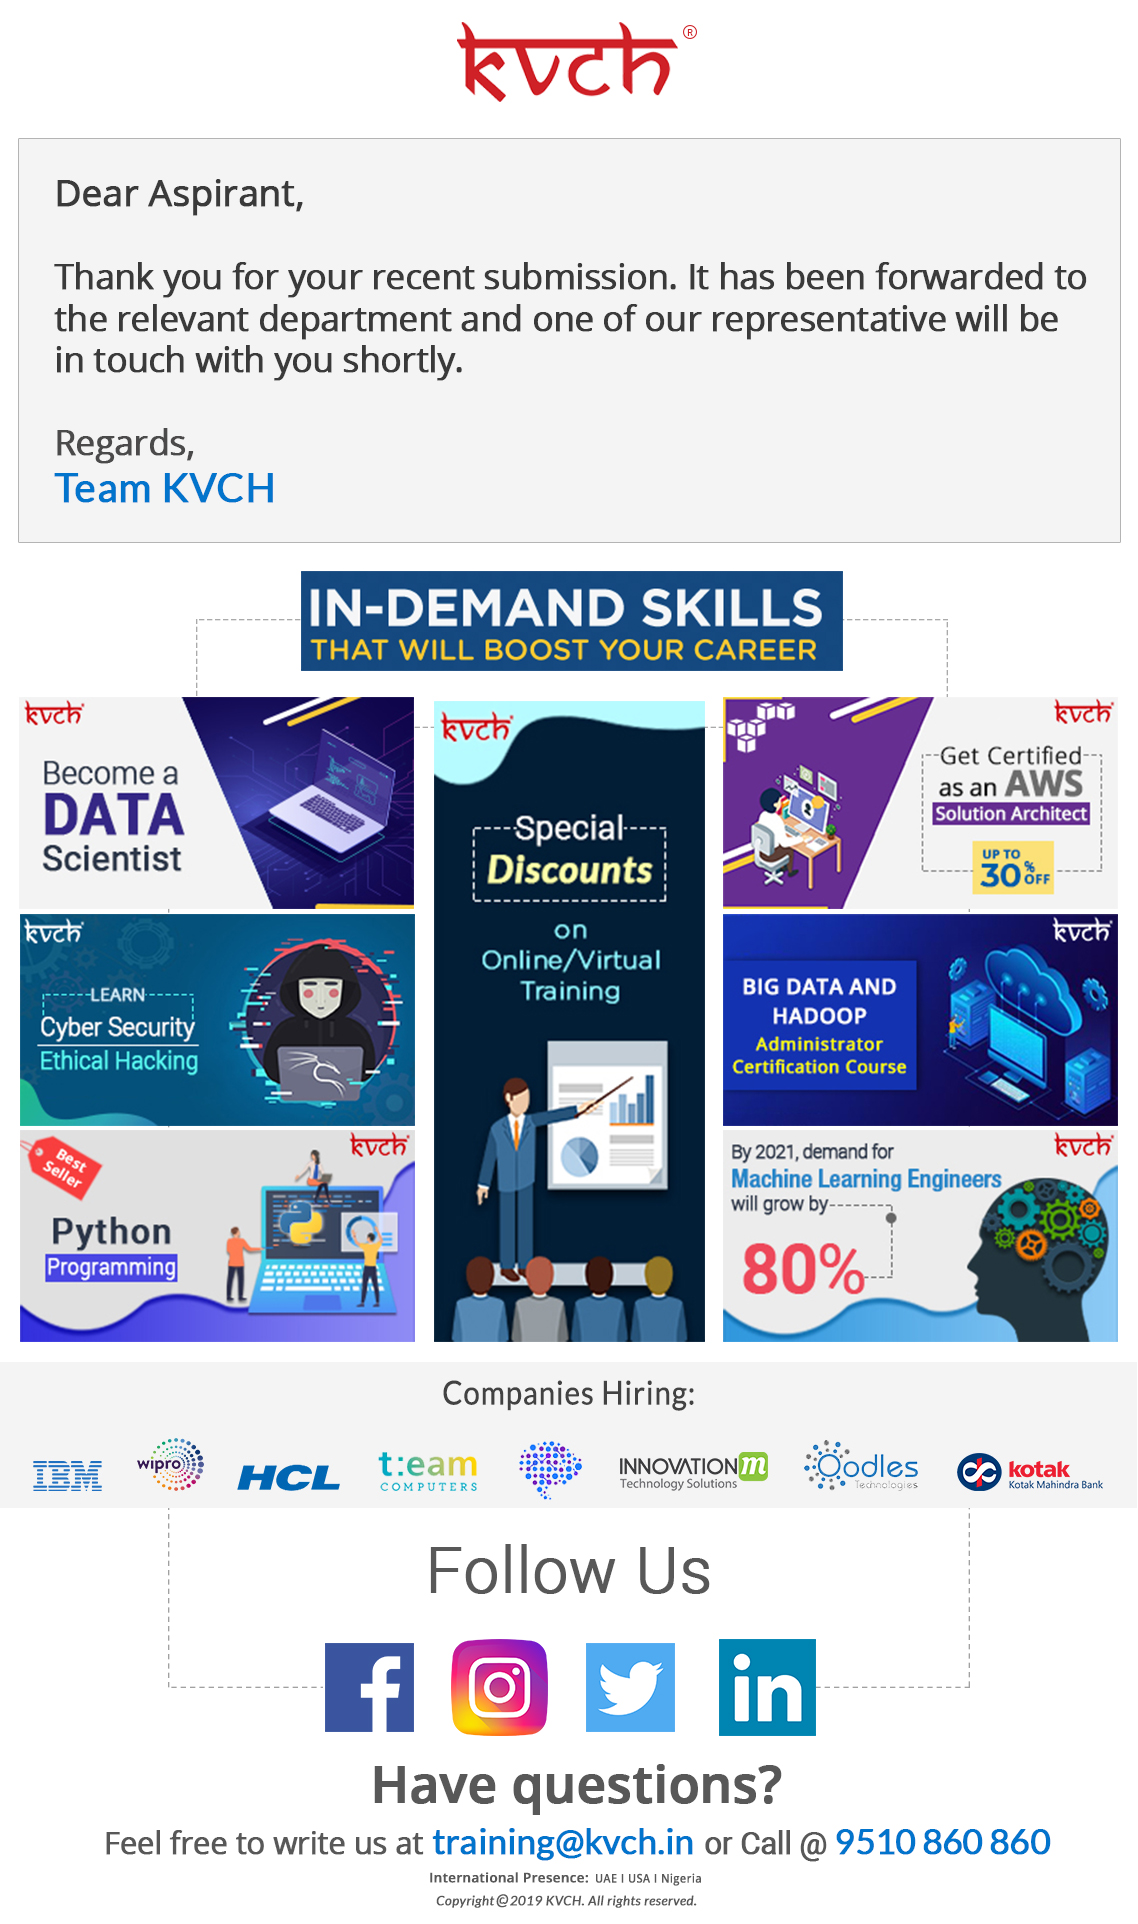 kvch®
Dear Aspirant,
Thank you for your recent submission. It has been forwarded to
the relevant department and one of our representative will be
in touch with you shortly.
Regards,
Team KVCH
IN-DEMAND SKILLS
THAT WILL BOOST YOUR CAREER
kvch
Become a
DATA
Scientist
kvch
Special
Discounts
on
Online/Virtual
Training
kvch
Get Certified
as an AWS
Solution Architect
UP TO
30% OFF
kvch
LEARN
Cyber Security
Ethical Hacking
kvch
BIG DATA AND
HADOOP
Administrator
Certification Course
Best
Seller
kvch
Python
Programming
kvch
By 2021, demand for
Machine Learning Engineers
will grow by
80%
Companies Hiring:
IBM
wipro
HCL
t:eam
COMPUTERS
INNOVATION m
Technology Solutions
Oodles
Technologies
kotak
Kotak Mahindra Bank
Follow Us
f
in
Have questions?
Feel free to write us at training@kvch.in or Call @ 9510 860 860
International Presence: UAE I USA I Nigeria
Copyright©2019 KVCH. All rights reserved.